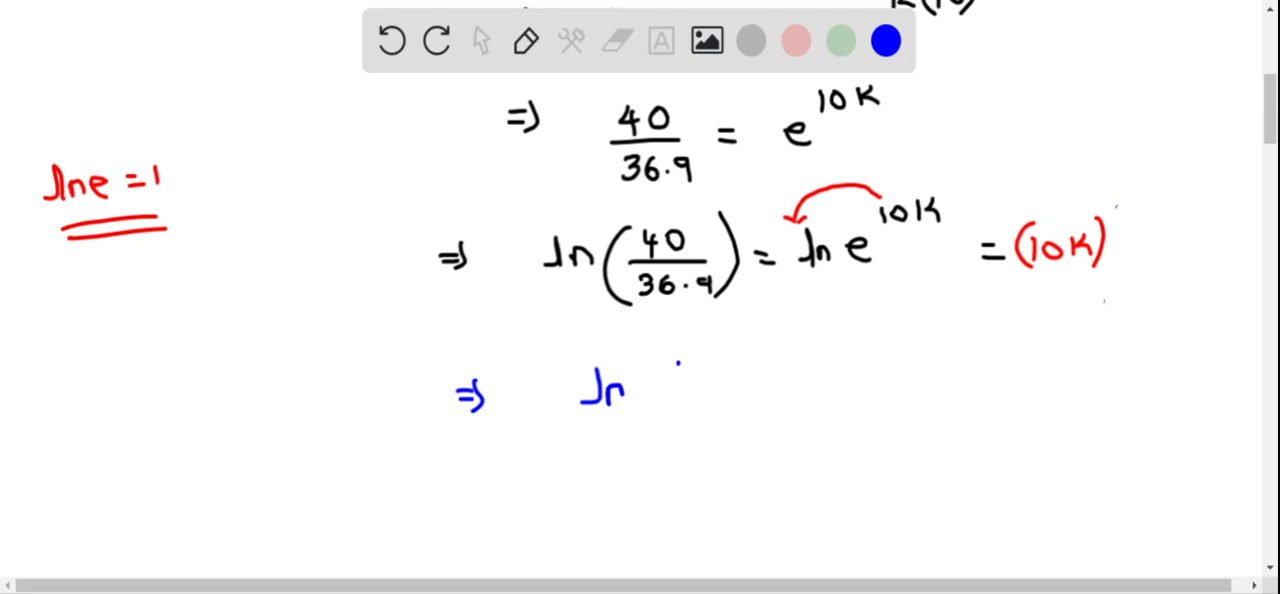 ⇒ 40/36.9 = e^10K
ln e = 1
⇒ ln(40/36.9) = ln e^10K = (10K)
⇒ ln